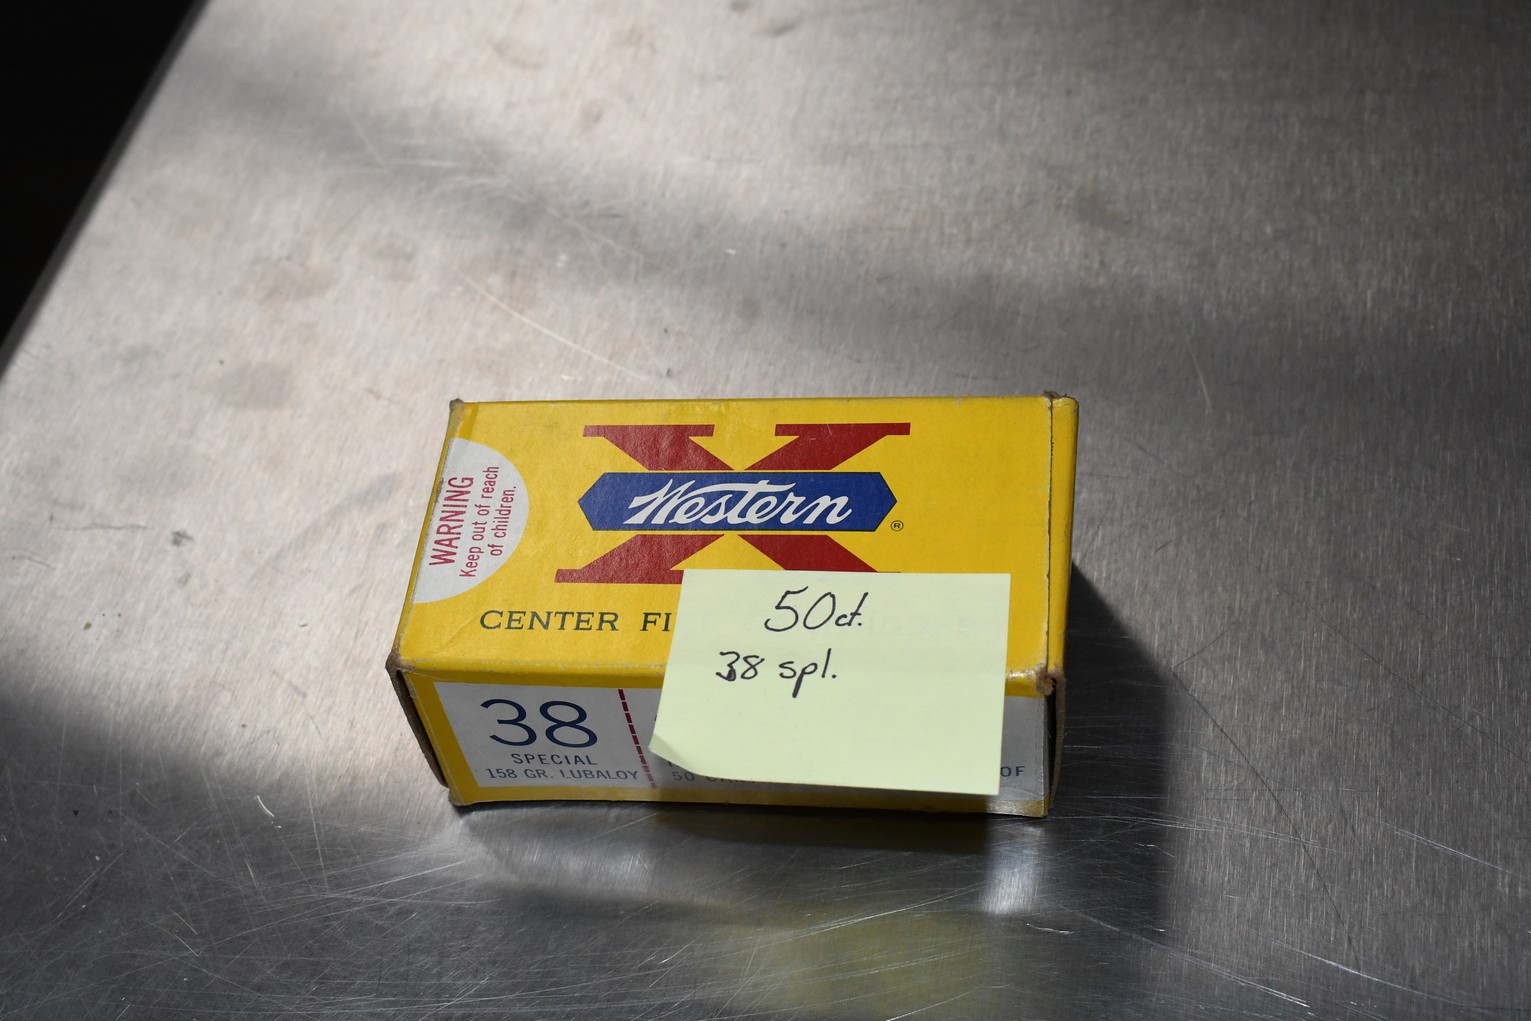 WARNING
Keep out of reach
of children.
X
Western
®
CENTER FI
50ct.
38 spl.
38
SPECIAL
158 GR. LUBALOY
50
OF